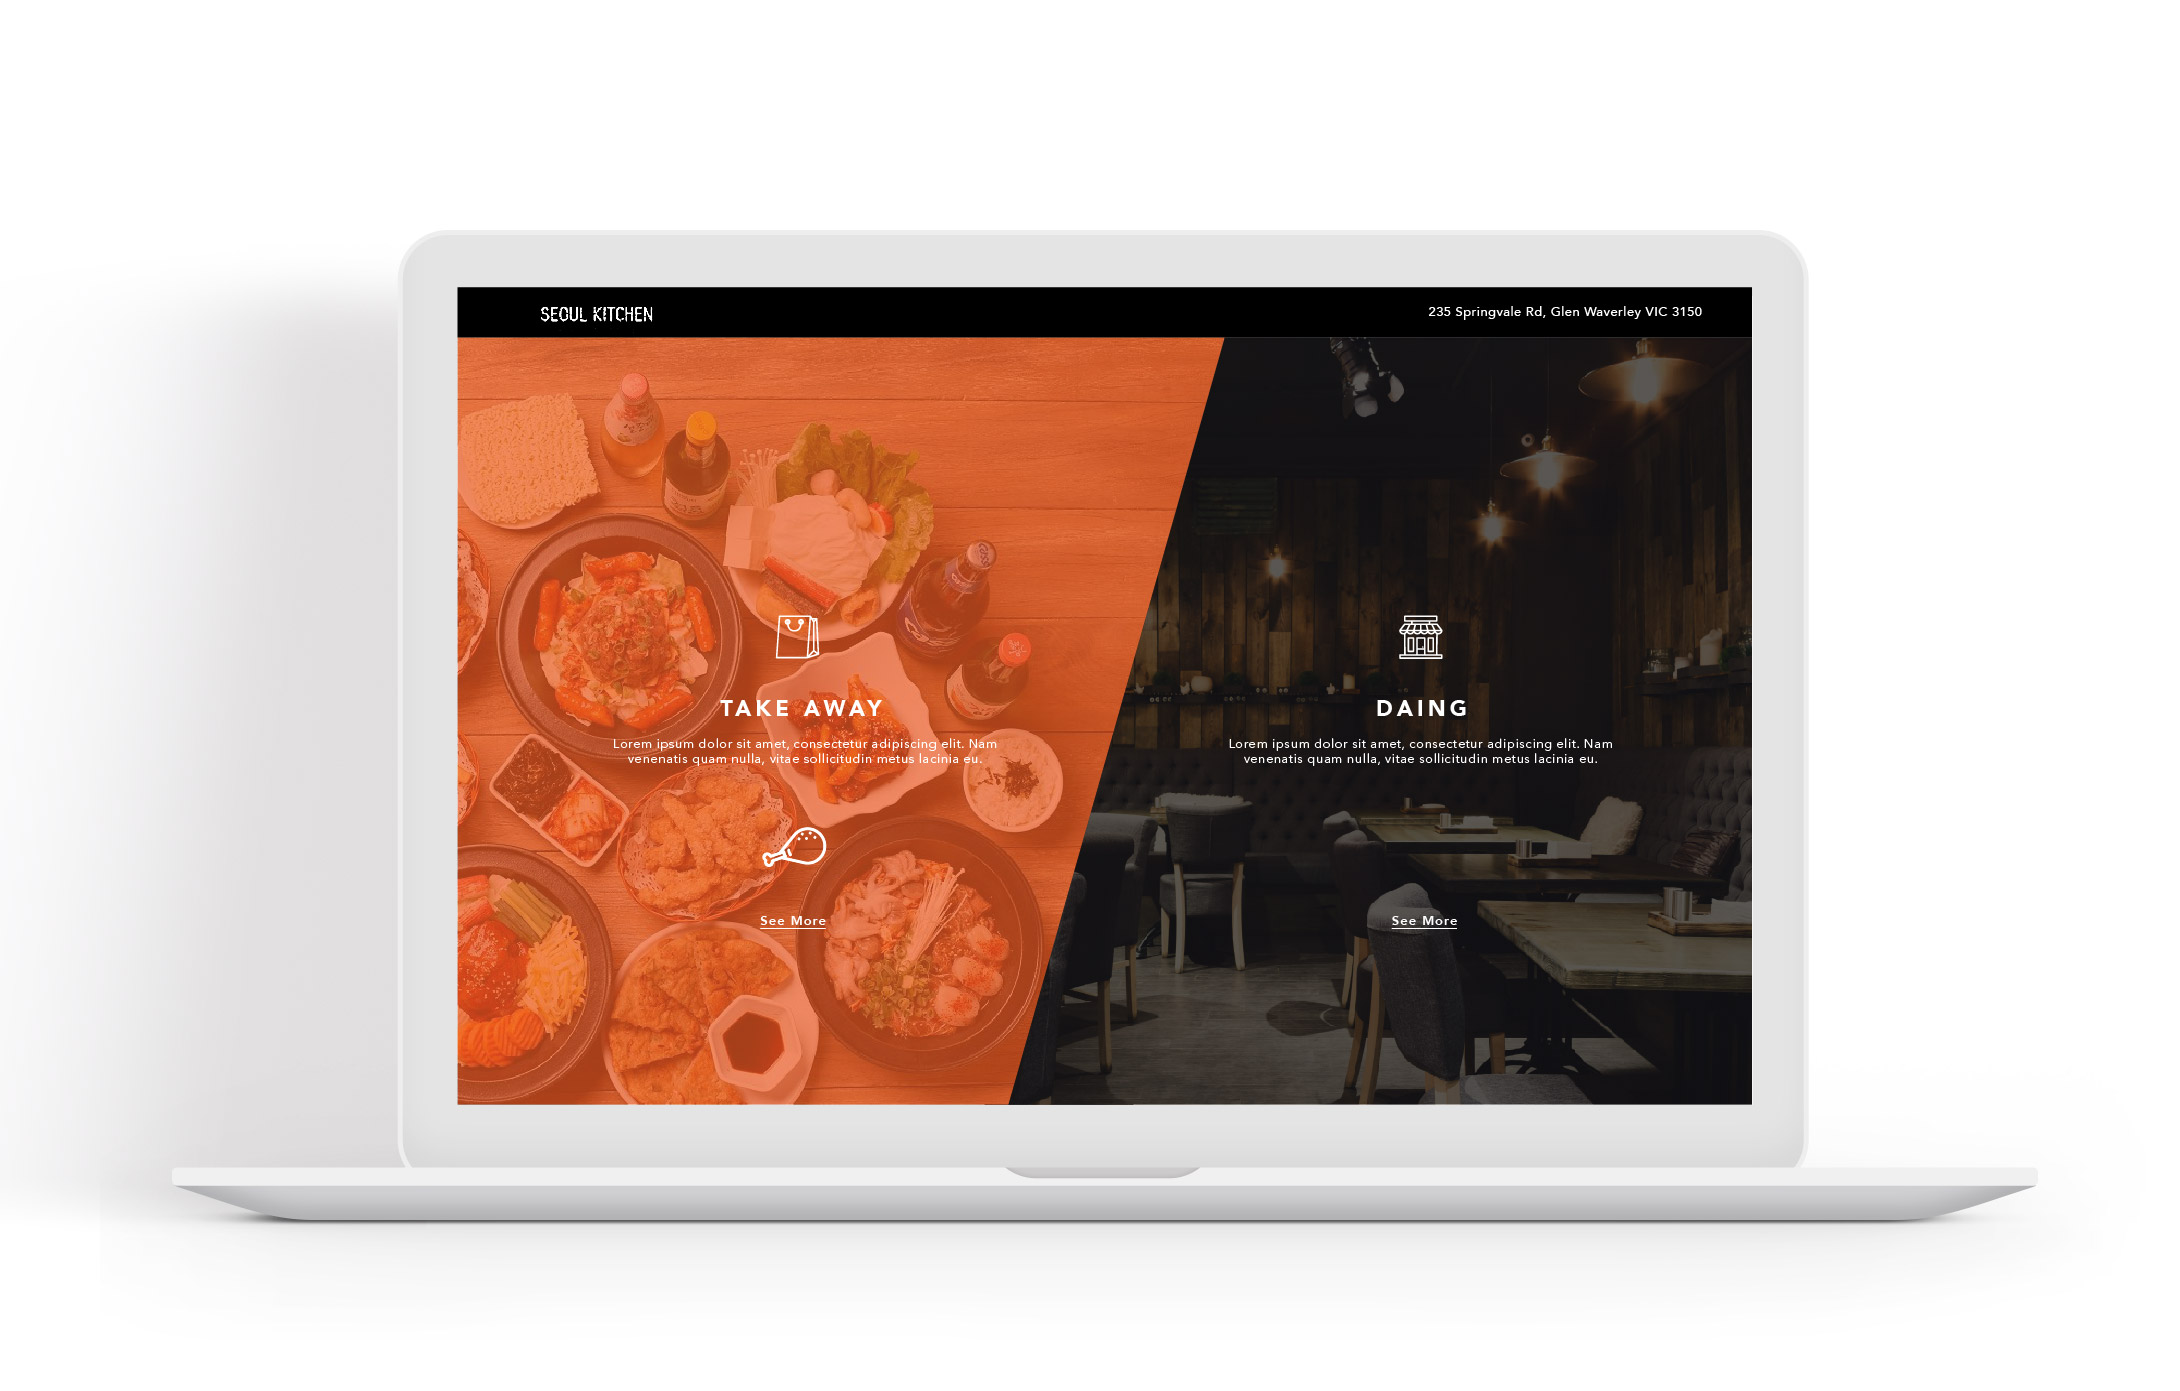 SEOUL KITCHEN
235 Springvale Rd, Glen Waverley VIC 3150
TAKE AWAY
Lorem ipsum dolor sit amet, consectetur adipiscing elit. Nam
venenatis quam nulla, vitae sollicitudin metus lacinia eu.
See More
DAING
Lorem ipsum dolor sit amet, consectetur adipiscing elit. Nam
venenatis quam nulla, vitae sollicitudin metus lacinia eu.
See More